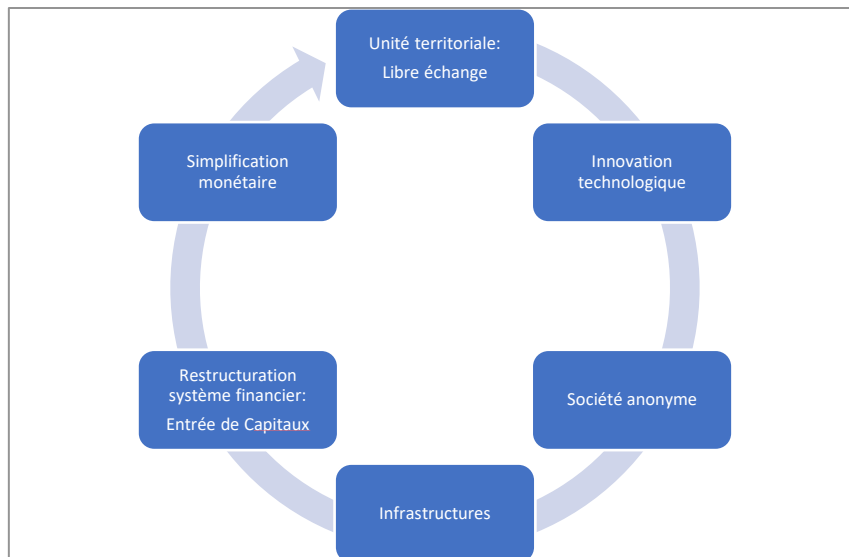 Unité territoriale:
Libre échange
Innovation
technologique
Société anonyme
Infrastructures
Restructuration
système financier:
Entrée de Capitaux
Simplification
monétaire